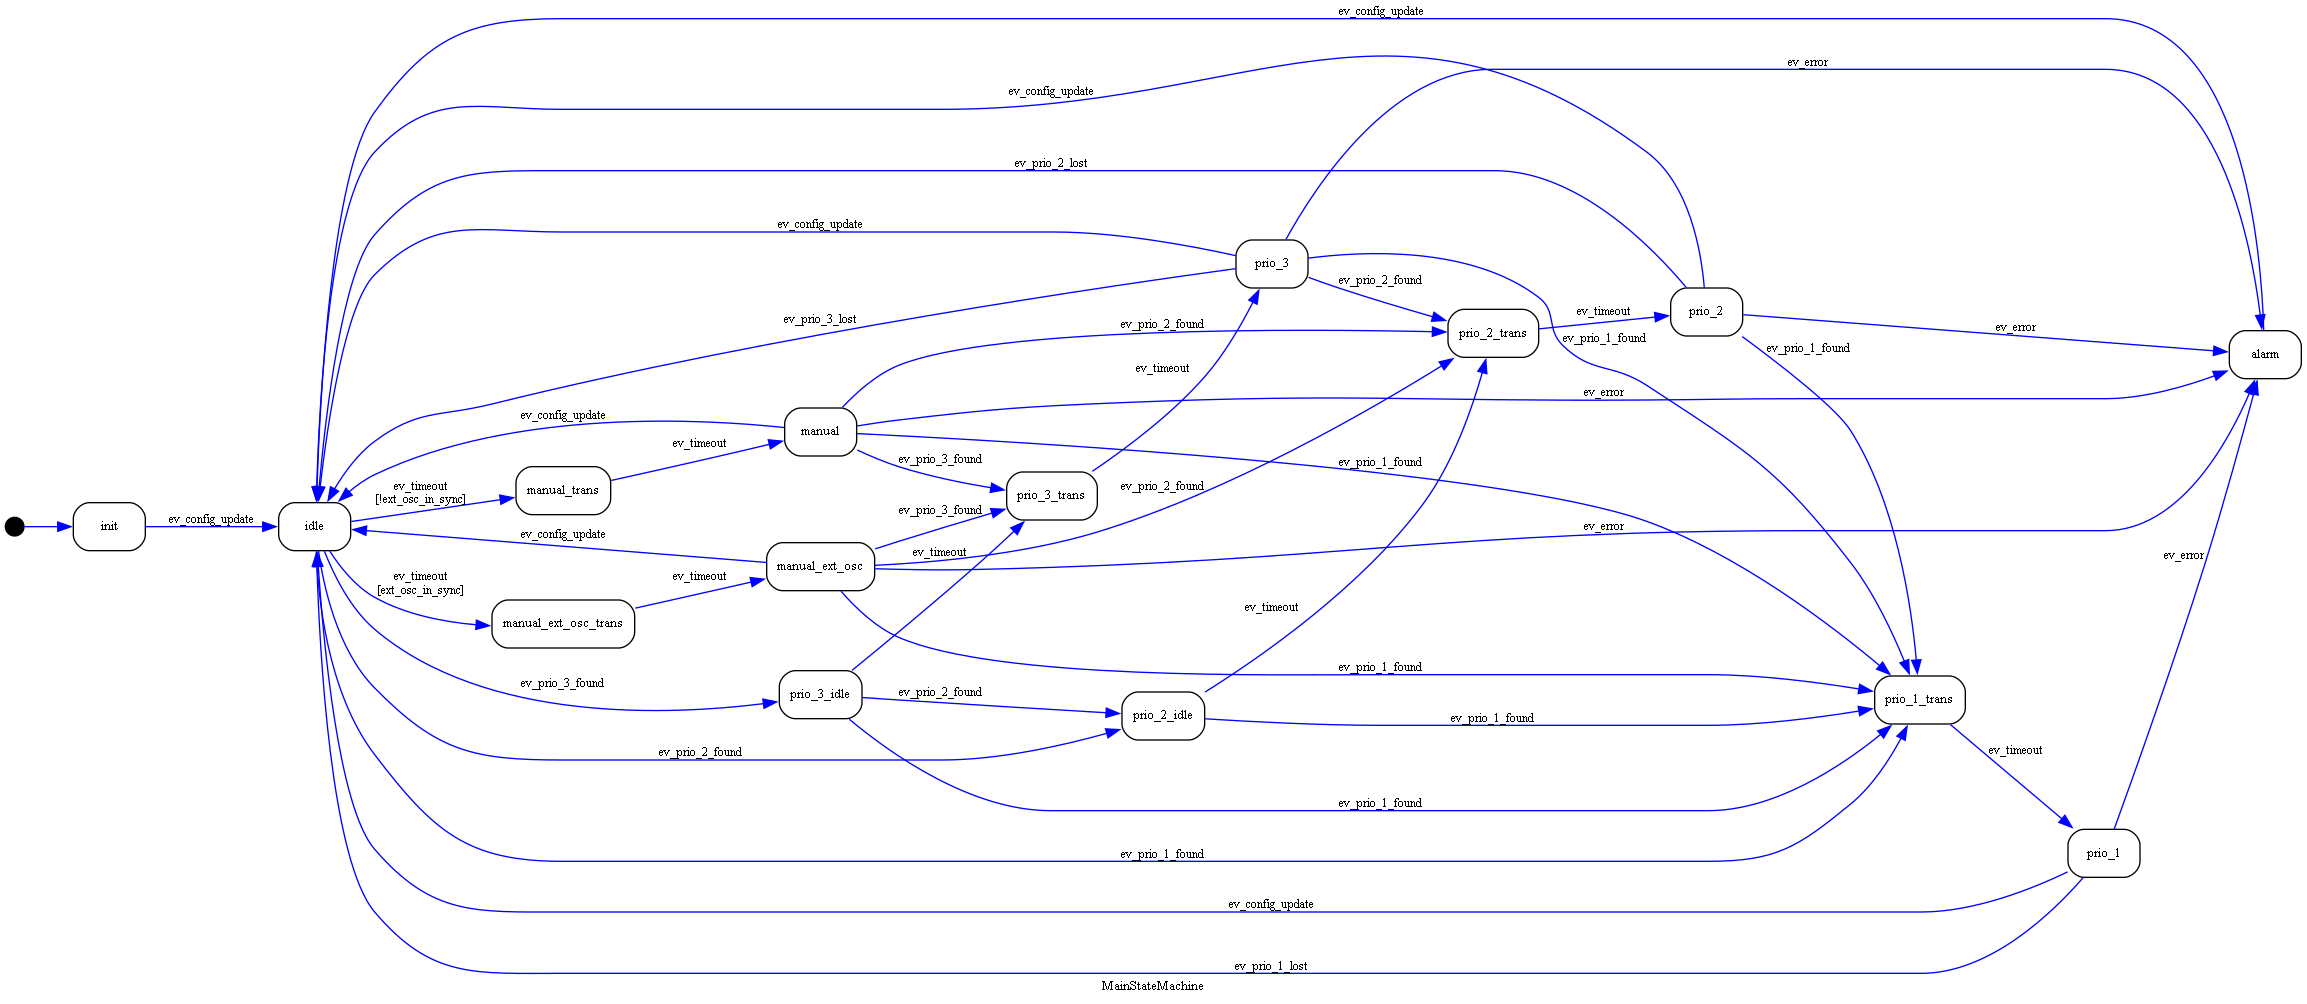 ev_config_update
ev_error
ev_config_update
ev_prio_2_lost
ev_config_update
prio_3
ev_prio_2_found
ev_timeout
prio_2
ev_prio_3_lost
ev_prio_2_found
prio_2_trans
ev_prio_1_found
ev_error
ev_prio_1_found
alarm
ev_timeout
ev_error
ev_config_update
manual
ev_timeout
ev_prio_3_found
ev_prio_1_found
ev_timeout
[!ext_osc_in_sync]
manual_trans
prio_3_trans
ev_prio_2_found
ev_prio_3_found
init
ev_config_update
idle
ev_config_update
ev_error
ev_timeout
manual_ext_osc
ev_error
ev_timeout
[ext_osc_in_sync]
ev_timeout
ev_timeout
manual_ext_osc_trans
ev_prio_1_found
ev_prio_3_found
prio_3_idle
ev_prio_2_found
prio_1_trans
prio_2_idle
ev_prio_1_found
ev_prio_2_found
ev_timeout
ev_prio_1_found
ev_prio_1_found
prio_1
ev_config_update
ev_prio_1_lost
MainStateMachine